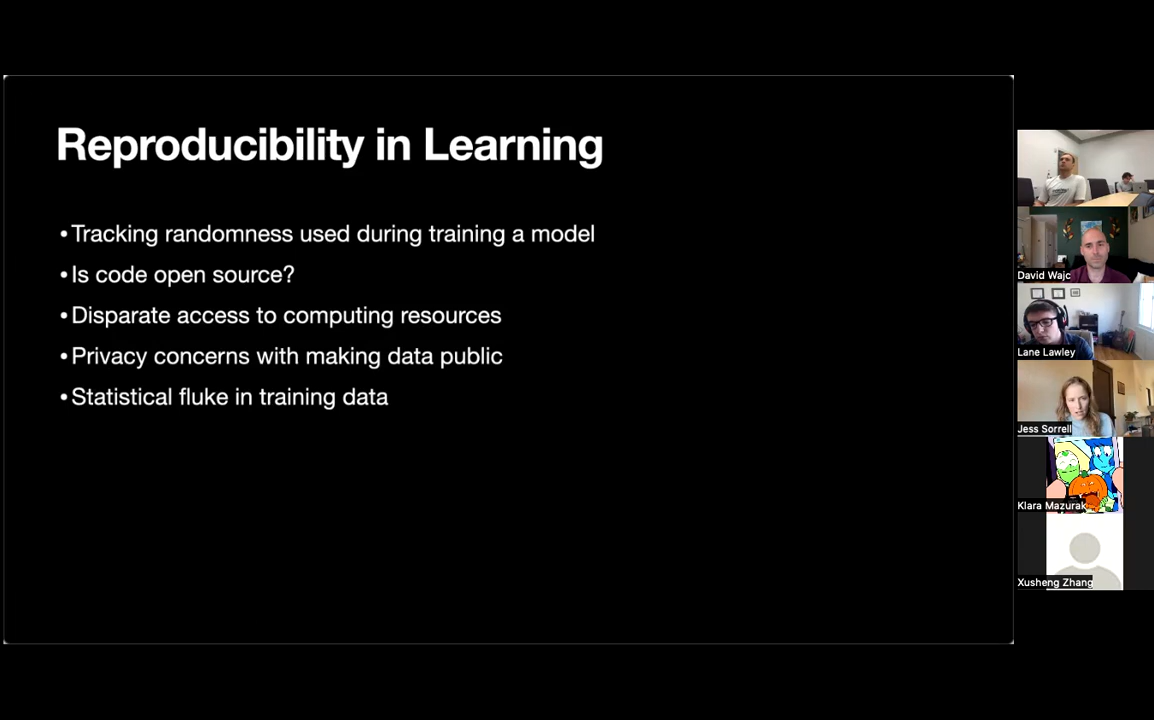 Reproducibility in Learning
•Tracking randomness used during training a model
•Is code open source?
•Disparate access to computing resources
•Privacy concerns with making data public
•Statistical fluke in training data
David Wajc
Lane Lawley
Jess Sorrell
Klara Mazurak
Xusheng Zhang